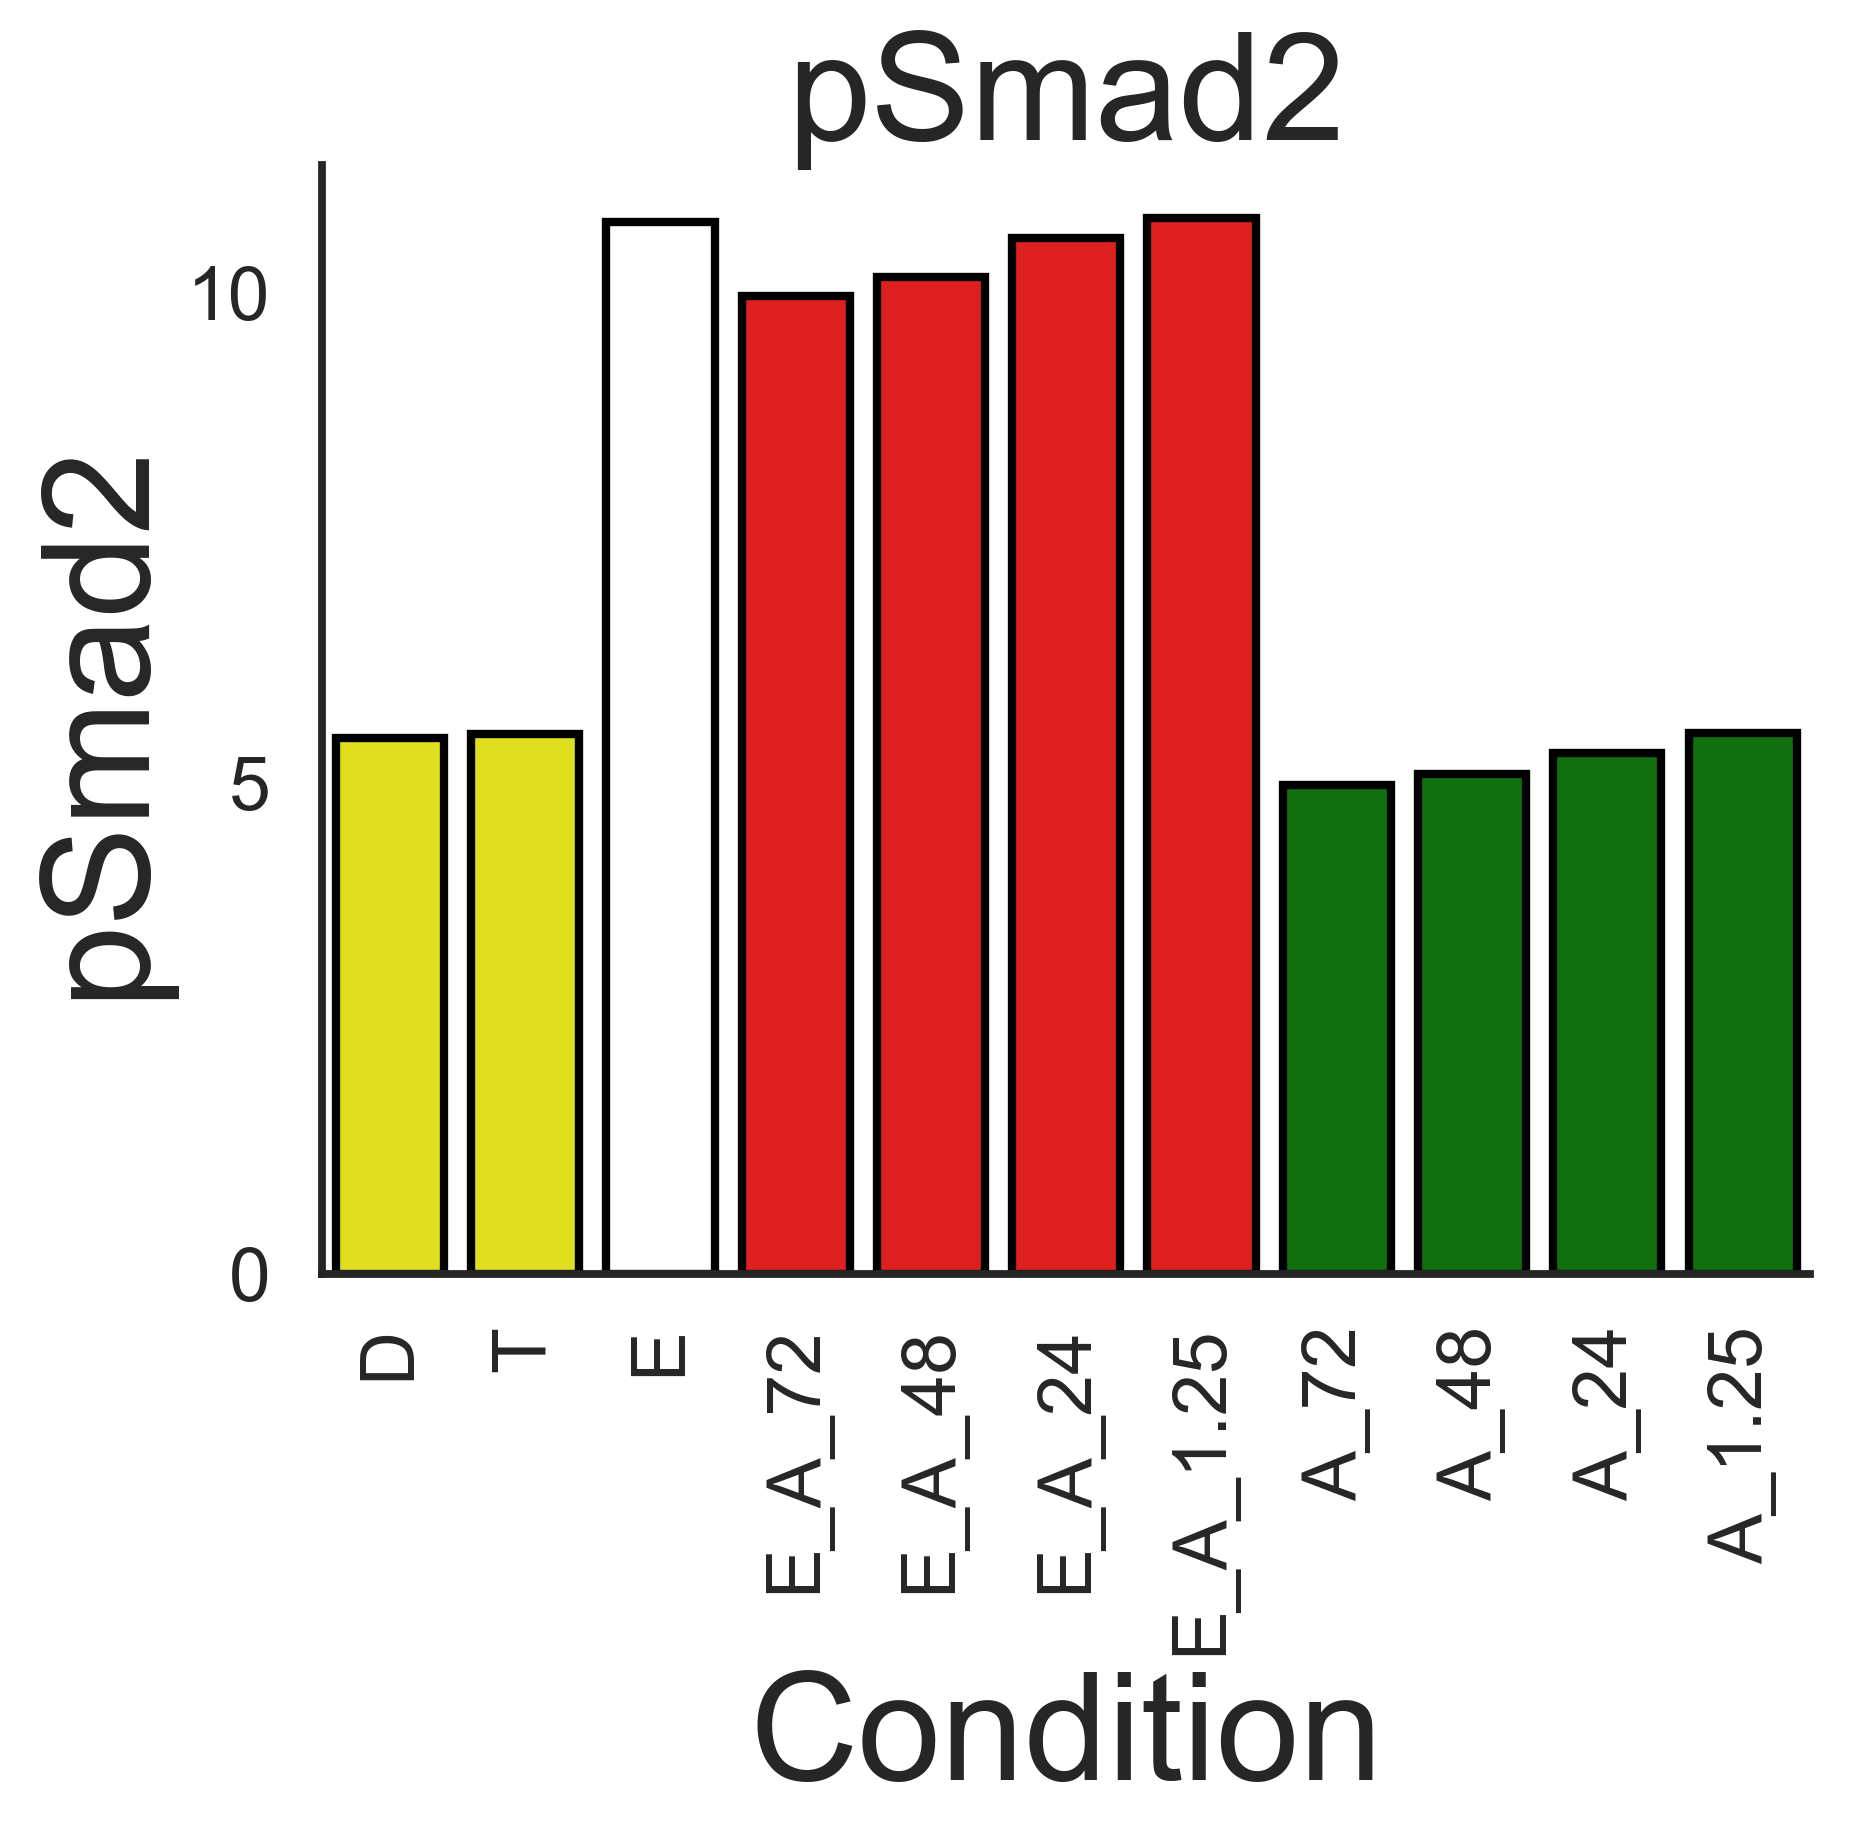 pSmad2
pSmad2
10
5
0
D
T
E
E_A_72
E_A_48
E_A_24
E_A_1.25
A_72
A_48
A_24
A_1.25
Condition